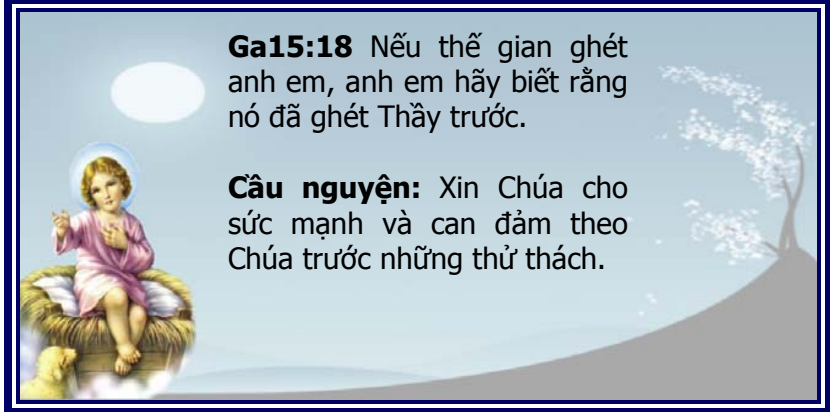 Ga15:18 Nếu thế gian ghét
anh em, anh em hãy biết rằng
nó đã ghét Thầy trước.
Cầu nguyện: Xin Chúa cho
sức mạnh và can đảm theo
Chúa trước những thử thách.